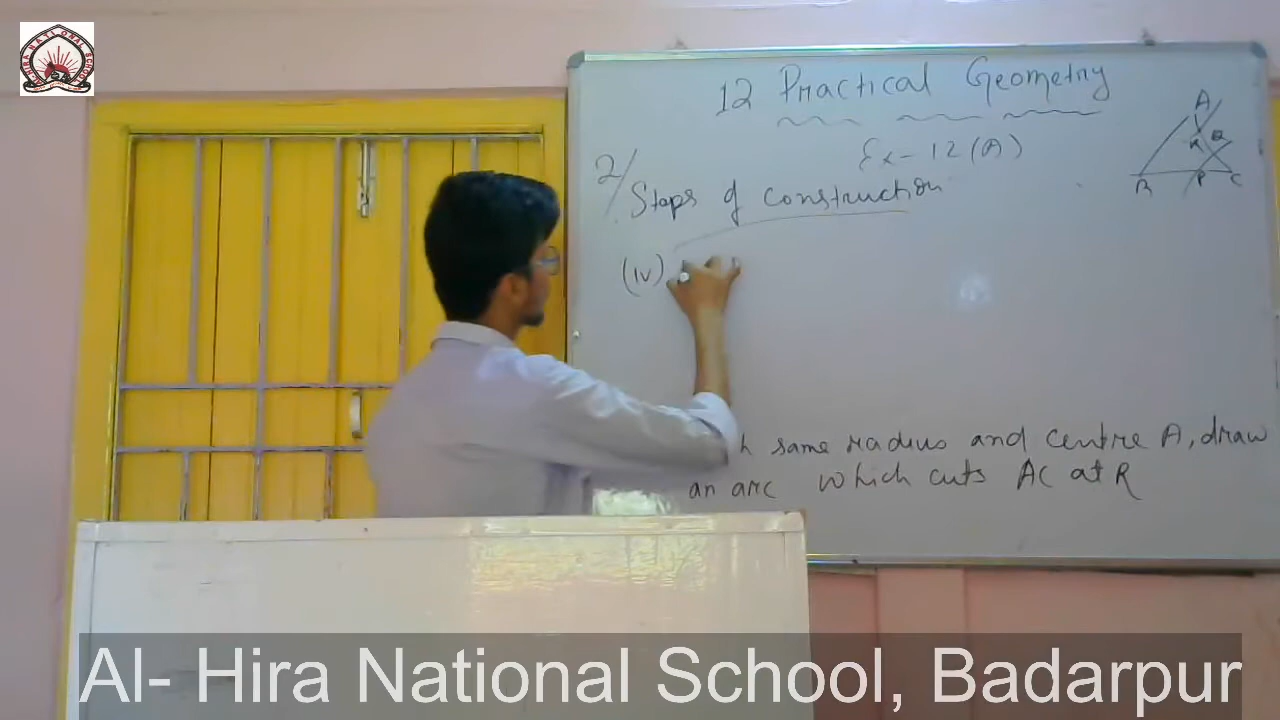 12 Practical Geometry
Ex-12(A)
2/
Steps of construction
(iv)
same radius and centre A, draw
an arc which cuts AC at R
A
R Q
B P C
Al- Hira National School, Badarpur